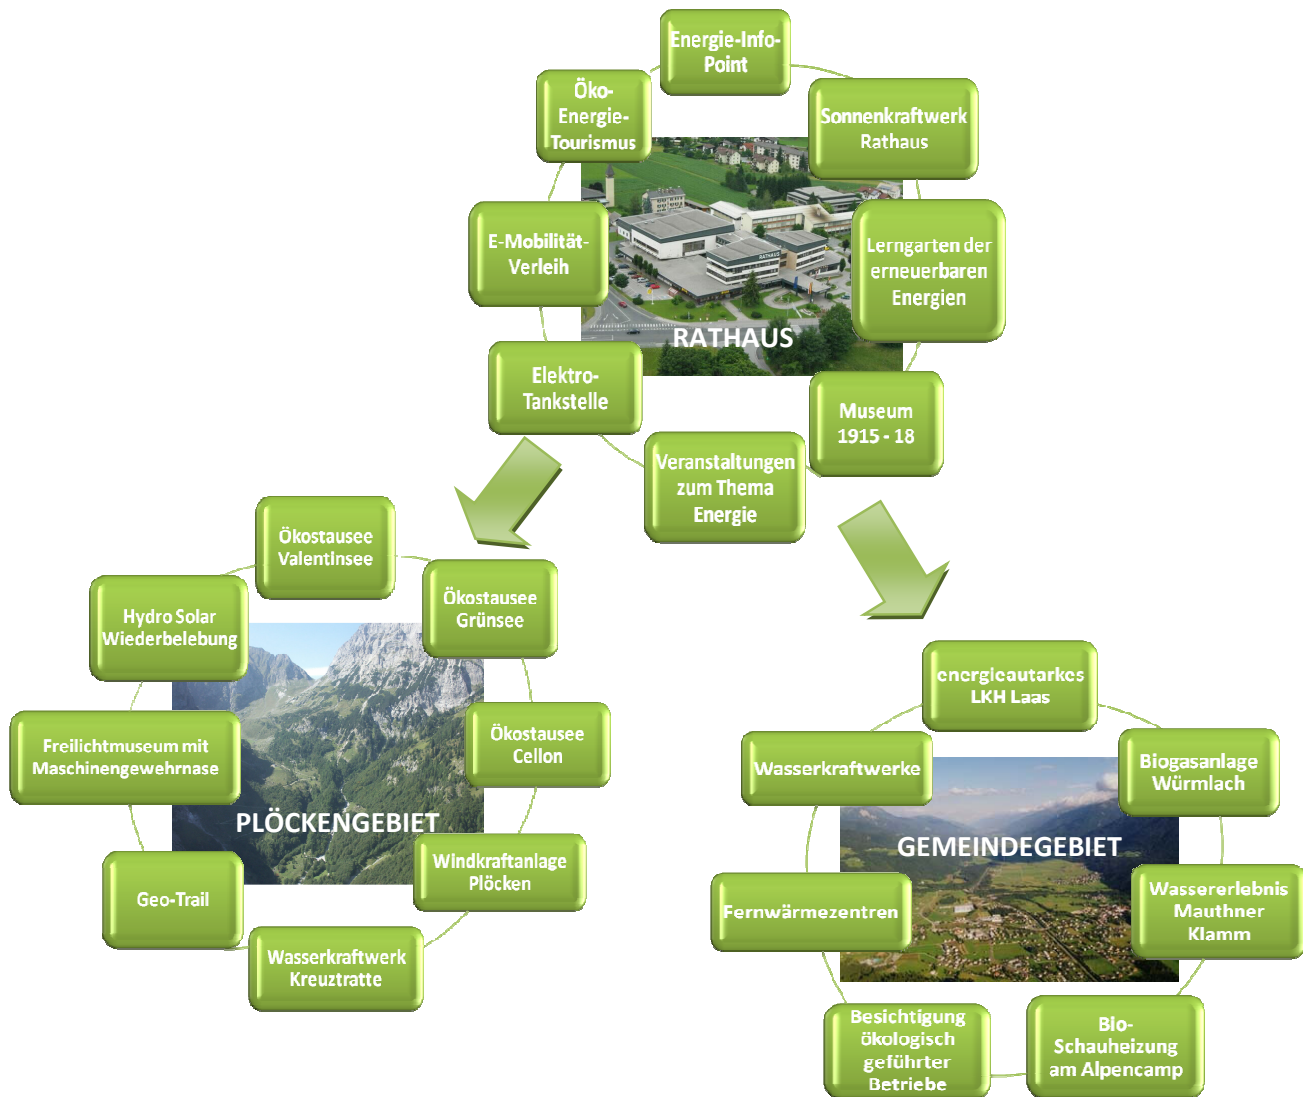 Energie-Info-
Point
Sonnenkraftwerk
Rathaus
Lerngarten der
erneuerbaren
Energien
Museum
1915 - 18
Veranstaltungen
zum Thema
Energie
Elektro-
Tankstelle
E-Mobilität-
Verleih
Öko-
Energie-
Tourismus
RATHAUS
RATHAUS
Ökostausee
Valentinsee
Ökostausee
Grünsee
Ökostausee
Cellon
Windkraftanlage
Plöcken
Wasserkraftwerk
Kreuztratte
Geo-Trail
Freilichtmuseum mit
Maschinengewehrnase
Hydro Solar
Wiederbelebung
PLÖCKENGEBIET
energieautarkes
LKH Laas
Biogasanlage
Würmlach
Wassererlebnis
Mauthner
Klamm
Bio-
Schauheizung
am Alpencamp
Besichtigung
ökologisch
geführter
Betriebe
Fernwärmezentren
Wasserkraftwerke
GEMEINDEGEBIET